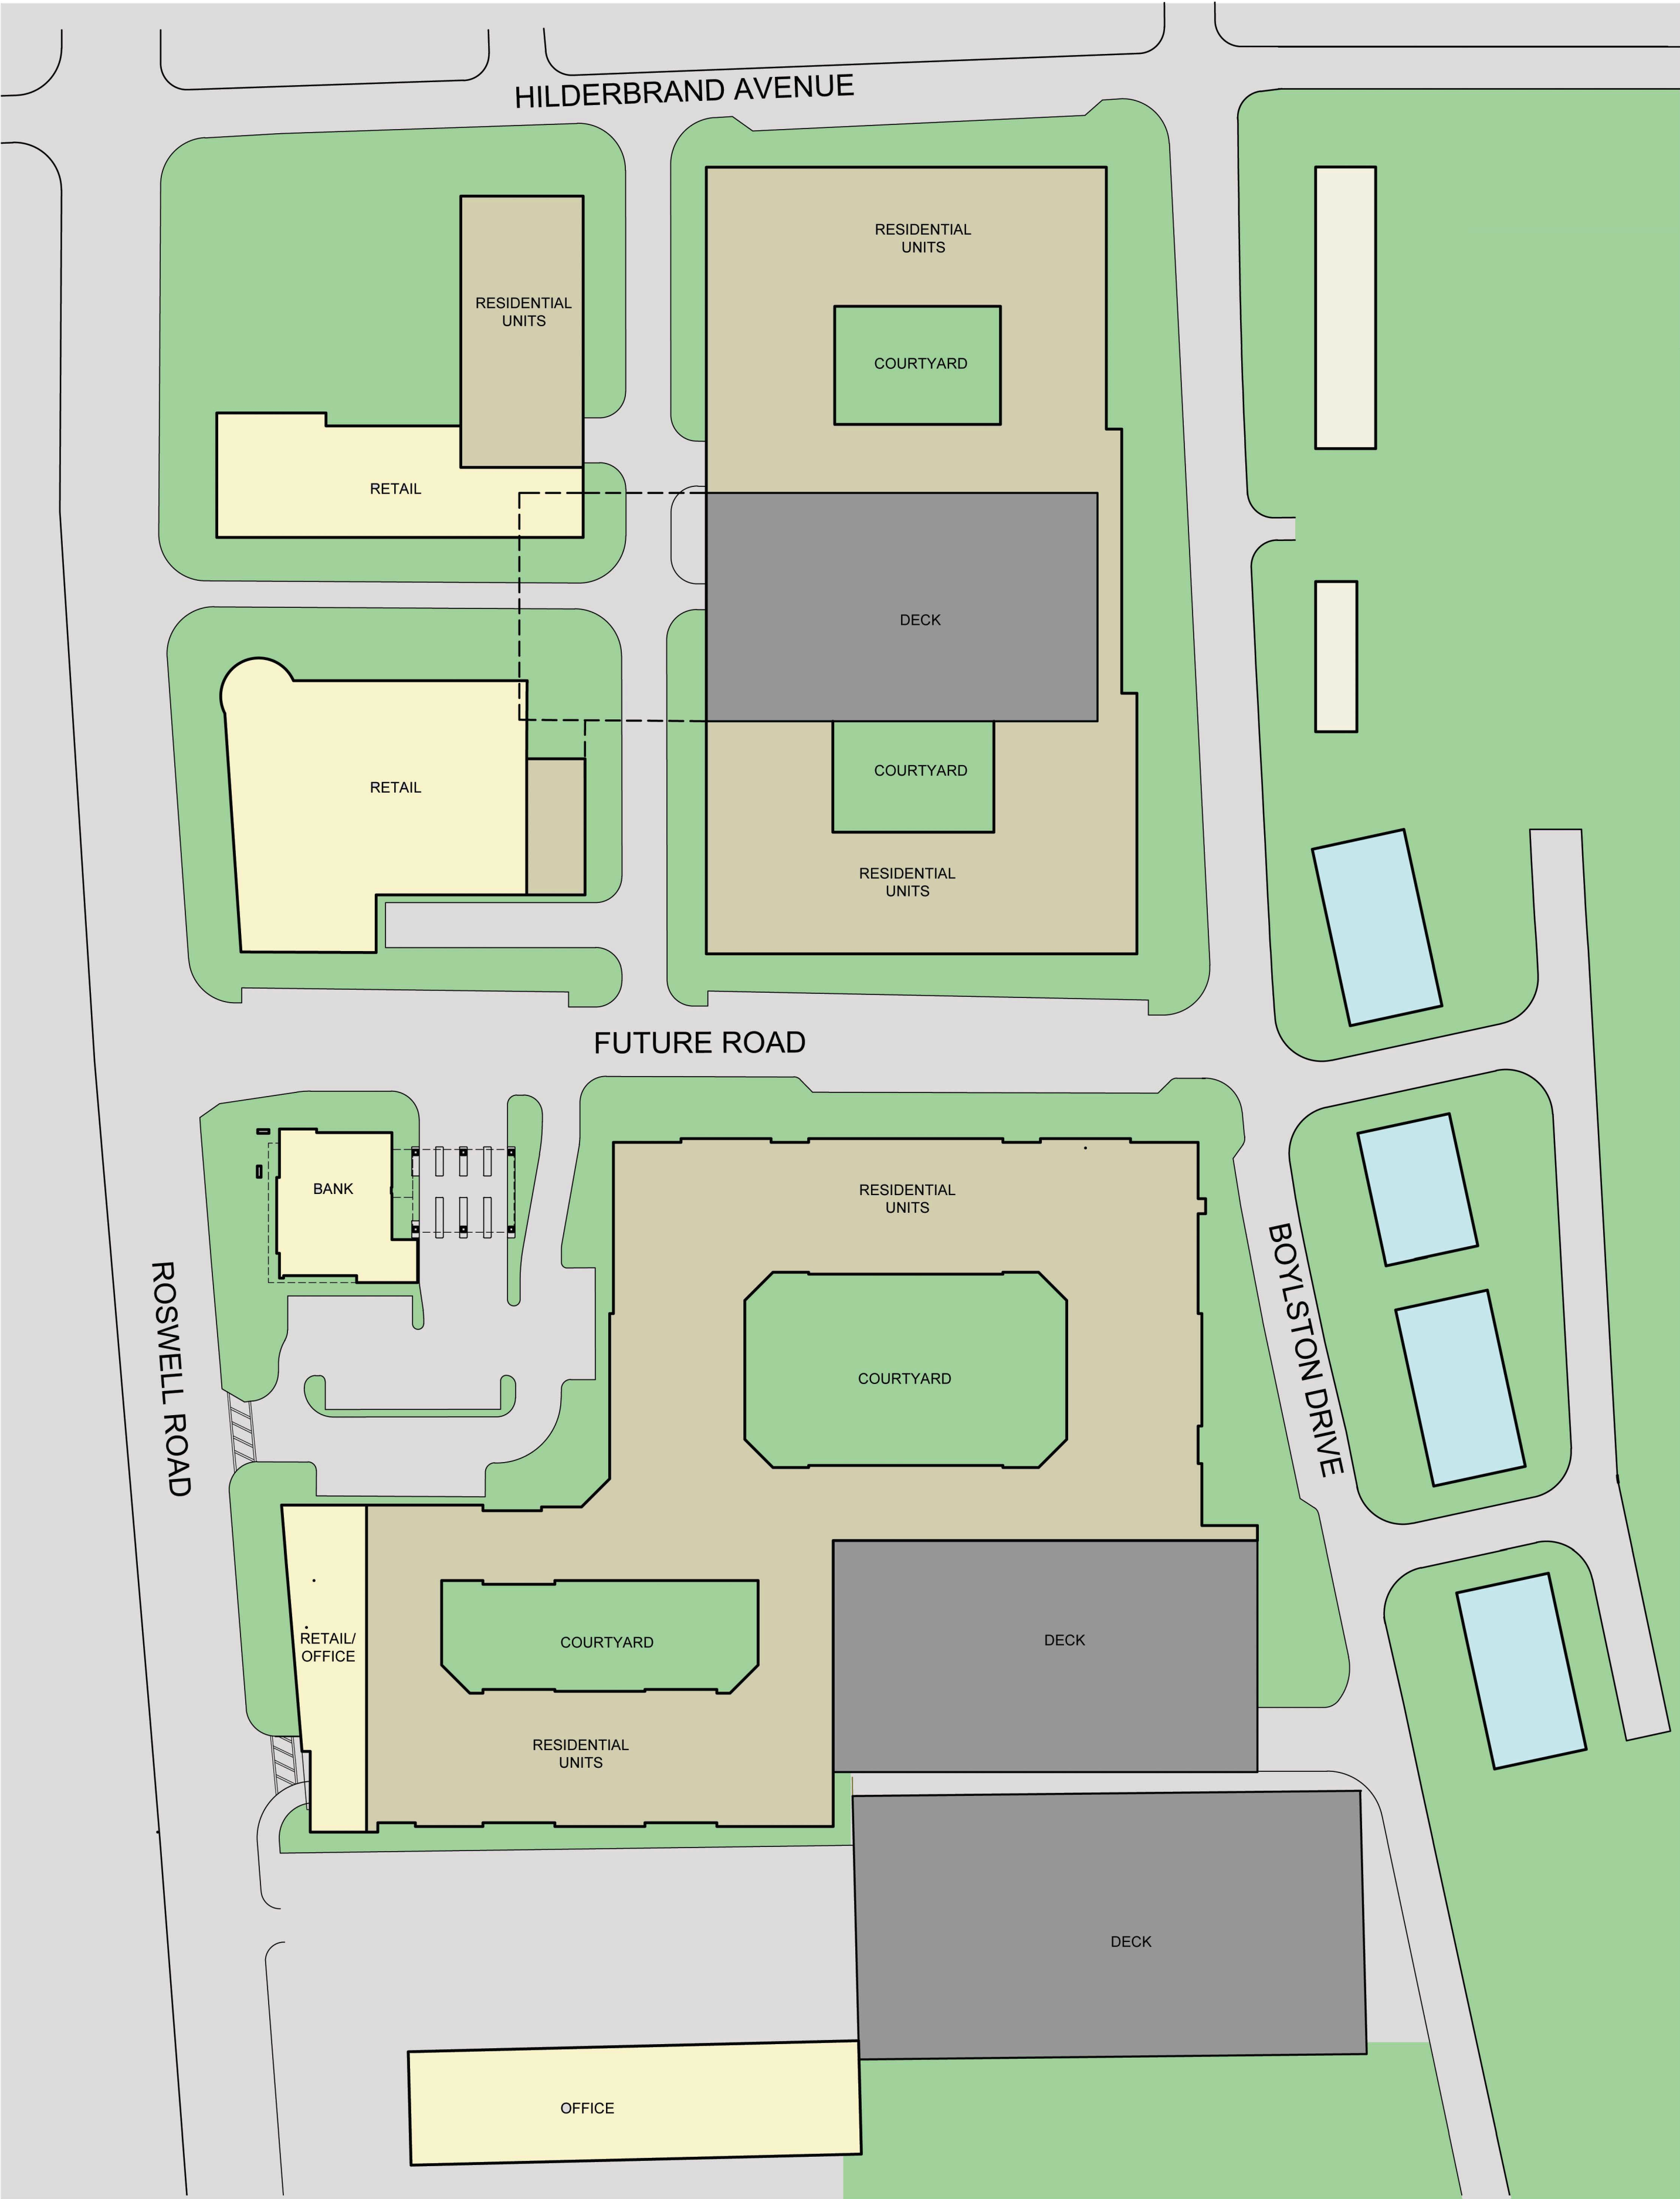 HILDERBRAND AVENUE
RESIDENTIAL
UNITS
RESIDENTIAL
UNITS
COURTYARD
RETAIL
DECK
COURTYARD
RETAIL
RESIDENTIAL
UNITS
FUTURE ROAD
BANK
RESIDENTIAL
UNITS
BOYLSTON DRIVE
ROSWELL ROAD
COURTYARD
RETAIL/
OFFICE
COURTYARD
DECK
RESIDENTIAL
UNITS
DECK
OFFICE